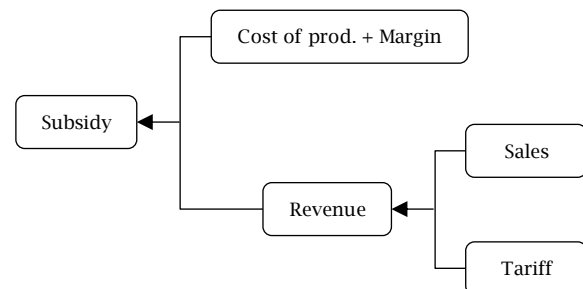 Cost of prod. + Margin
Subsidy
Sales
Revenue
Tariff